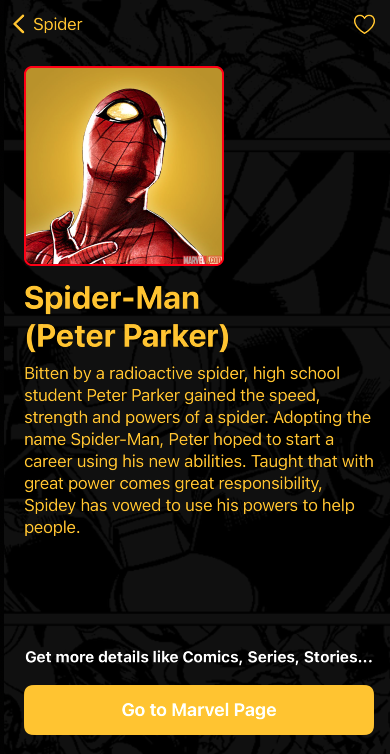 Spider
MARVEL.COM
Spider-Man
(Peter Parker)
Bitten by a radioactive spider, high school
student Peter Parker gained the speed,
strength and powers of a spider. Adopting the
name Spider-Man, Peter hoped to start a
career using his new abilities. Taught that with
great power comes great responsibility,
Spidey has vowed to use his powers to help
people.
Get more details like Comics, Series, Stories...
Go to Marvel Page